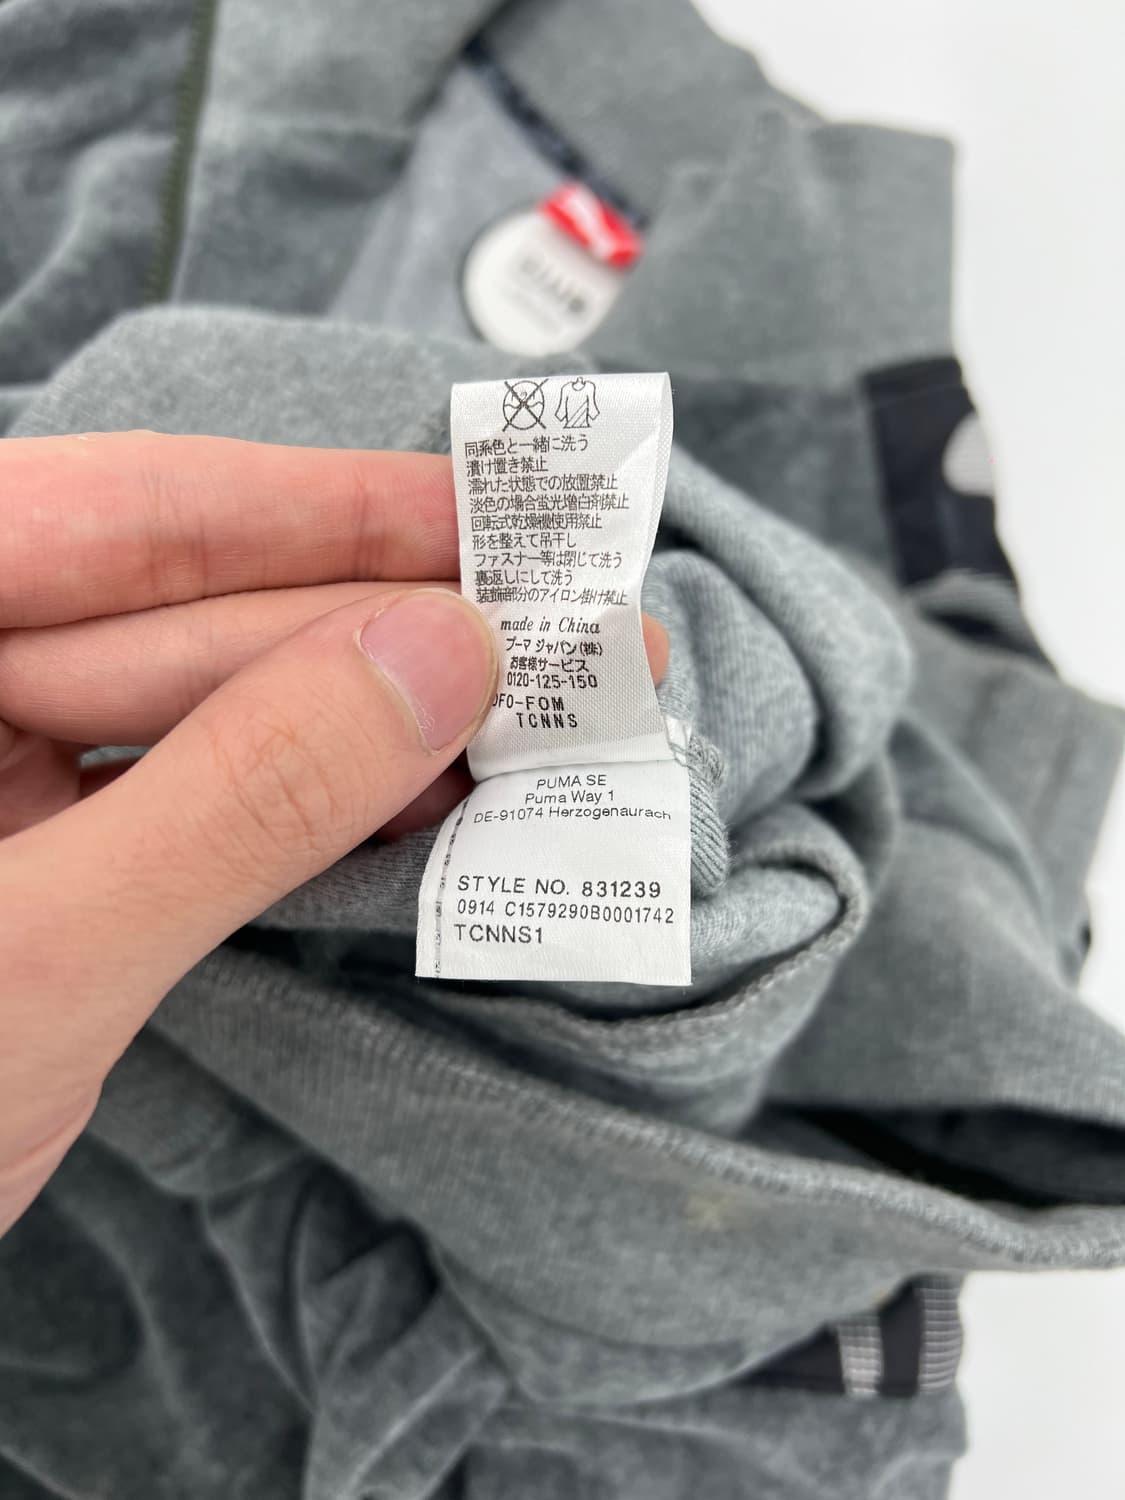 同系色と一緒に洗う
漬け置き禁止
濡れた状態での放置禁止
淡色の場合蛍光増白剤禁止
回転式乾燥機使用禁止
形を整えて吊干し
ファスナー等は閉じて洗う
裏返しにして洗う
装飾部分のアイロン掛け禁止
made in China
プーマ ジャパン(株)
お客様サービス
0120-125-150
DFO-FOM
TCNNS
PUMA SE
Puma Way 1
DE-91074 Herzogenaurach
STYLE NO. 831239
0914 C1579290B0001742
TCNNS1